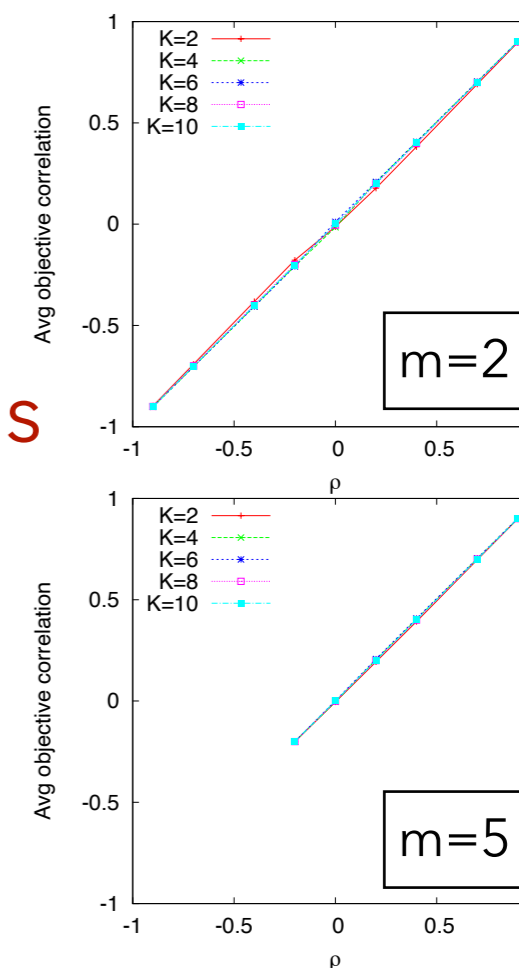 1
K=2
K=4
K=6
K=8
K=10
0.5
0
-0.5
-1
Avg objective correlation
-1
-0.5
0
0.5
ρ
m=2
S
1
K=2
K=4
K=6
K=8
K=10
0.5
0
-0.5
-1
Avg objective correlation
-1
-0.5
0
0.5
ρ
m=5